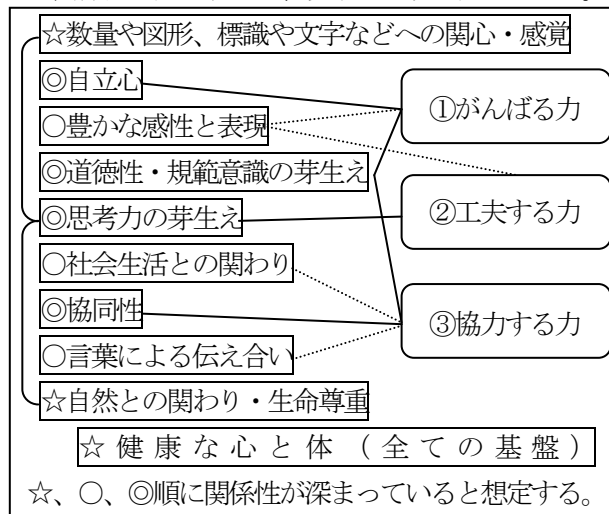 ☆数量や図形、標識や文字などへの関心・感覚
◎自立心
○豊かな感性と表現
◎道徳性・規範意識の芽生え
◎思考力の芽生え
○社会生活との関わり
◎協同性
○言葉による伝え合い
☆自然との関わり・生命尊重
①がんばる力
②工夫する力
③協力する力
☆健康な心と体（全ての基盤）
☆、○、◎順に関係性が深まっていると想定する。